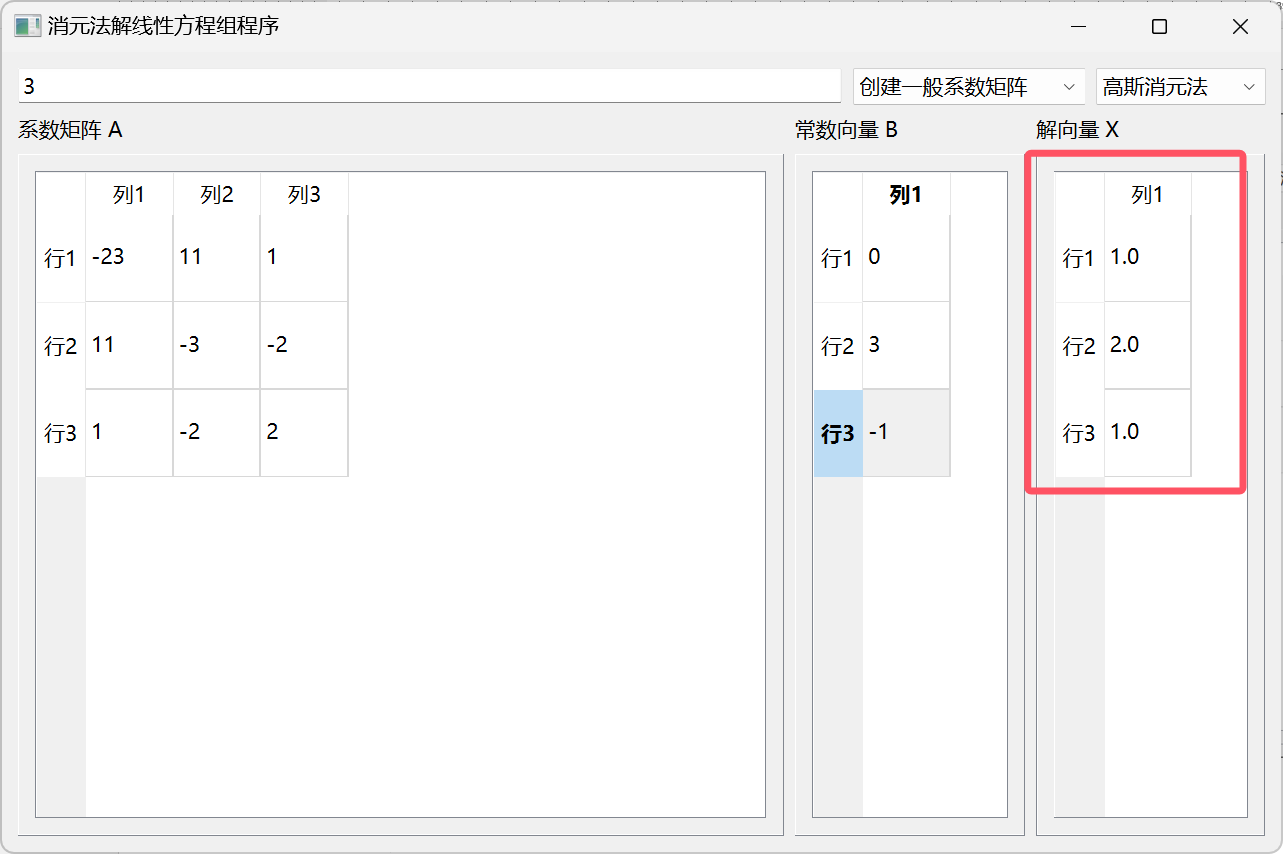 消元法解线性方程组程序
3 创建一般系数矩阵 高斯消元法
系数矩阵 A 常数向量 B 解向量 X
列1 列2 列3 列1 列1
行1 -23 11 1 行1 0 行1 1.0
行2 11 -3 -2 行2 3 行2 2.0
行3 1 -2 2 行3 -1 行3 1.0